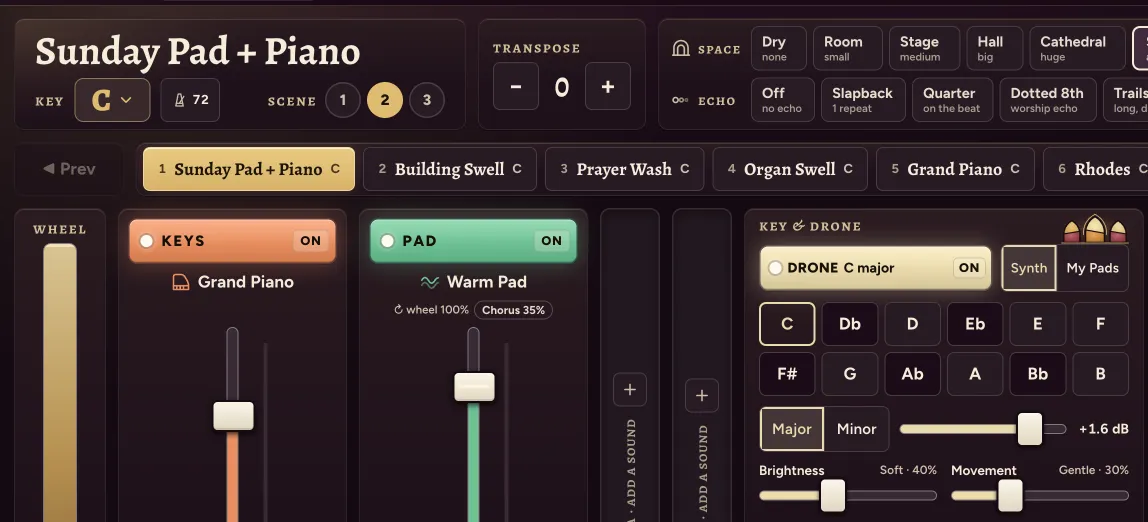 Sunday Pad + Piano
KEY C 72 SCENE 1 2 3
TRANSPOSE
- 0 +
SPACE Dry none Room small Stage medium Hall big Cathedral huge
ECHO Off no echo Slapback 1 repeat Quarter on the beat Dotted 8th worship echo Trails long, d
◀ Prev 1 Sunday Pad + Piano C 2 Building Swell C 3 Prayer Wash C 4 Organ Swell C 5 Grand Piano C 6 Rhodes C
WHEEL
KEYS ON
Grand Piano
PAD ON
Warm Pad
wheel 100% Chorus 35%
+
· ADD A SOUND
+
· ADD A SOUND
KEY & DRONE
DRONE C major ON Synth My Pads
C Db D Eb E F
F# G Ab A Bb B
Major Minor +1.6 dB
Brightness Soft · 40% Movement Gentle · 30%